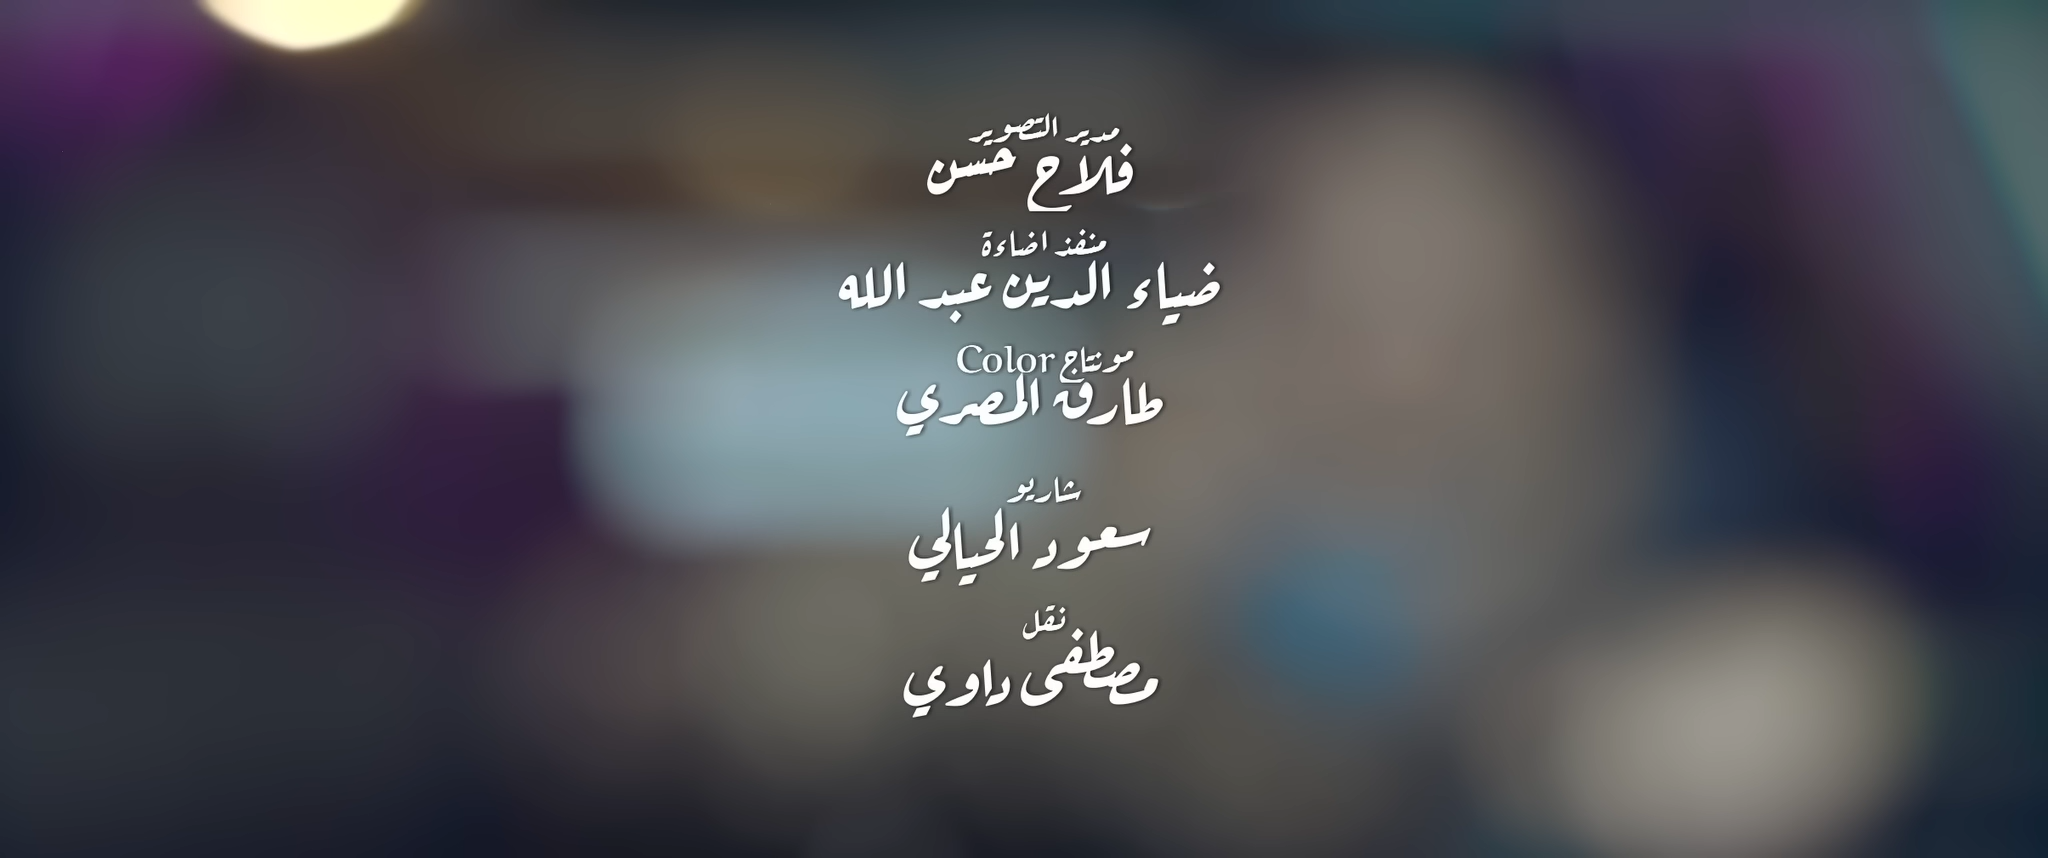 مدير التصوير
فلاح حسن
منفذ اضاءة
ضياء الدين عبد الله
مونتاج Color
طارق المصري
شاريو
سعود الحيالي
نقل
مصطفى داوي